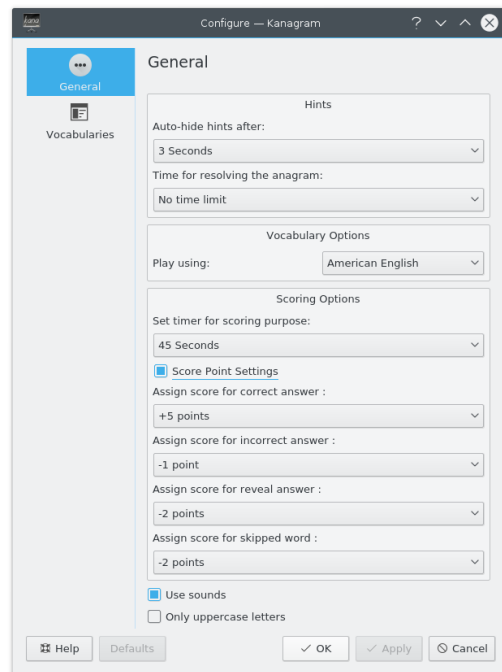 Configure — Kanagram
General
Vocabularies
General
Hints
Auto-hide hints after:
3 Seconds
Time for resolving the anagram:
No time limit
Vocabulary Options
Play using:
American English
Scoring Options
Set timer for scoring purpose:
45 Seconds
Score Point Settings
Assign score for correct answer :
+5 points
Assign score for incorrect answer :
-1 point
Assign score for reveal answer :
-2 points
Assign score for skipped word :
-2 points
Use sounds
Only uppercase letters
Help
Defaults
OK
Apply
Cancel